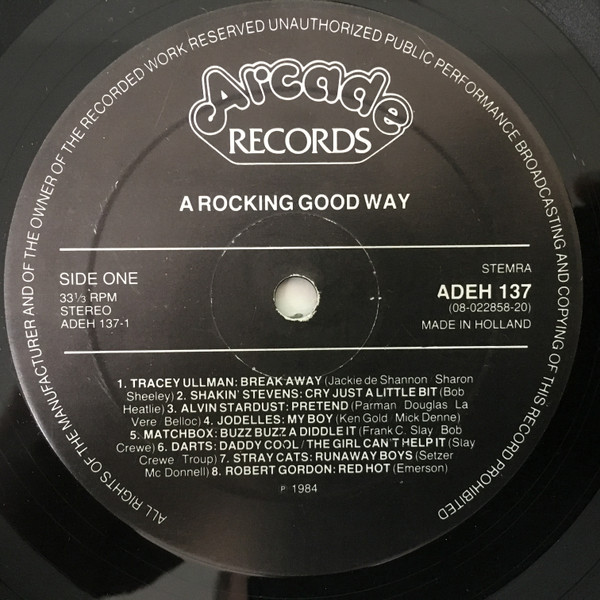 ALL RIGHTS OF THE MANUFACTURER AND OF THE OWNER OF THE RECORDED WORK RESERVED UNAUTHORIZED PUBLIC PERFORMANCE BROADCASTING AND COPYING OF THIS RECORD PROHIBITED
Arcade
RECORDS
A ROCKING GOOD WAY
SIDE ONE
33⅓ RPM
STEREO
ADEH 137-1
STEMRA
ADEH 137
(08-022858-20)
MADE IN HOLLAND
1. TRACEY ULLMAN: BREAK AWAY (Jackie de Shannon Sharon
Sheeley) 2. SHAKIN' STEVENS: CRY JUST A LITTLE BIT (Bob
Heatlie) 3. ALVIN STARDUST: PRETEND (Parman Douglas La
Vere Belloc) 4. JODELLES: MY BOY (Ken Gold Mick Denne)
5. MATCHBOX: BUZZ BUZZ A DIDDLE IT (Frank C. Slay Bob
Crewe) 6. DARTS: DADDY COOL / THE GIRL CAN'T HELP IT (Slay
Crewe Troup) 7. STRAY CATS: RUNAWAY BOYS (Setzer
Mc Donnell) 8. ROBERT GORDON: RED HOT (Emerson)
P 1984